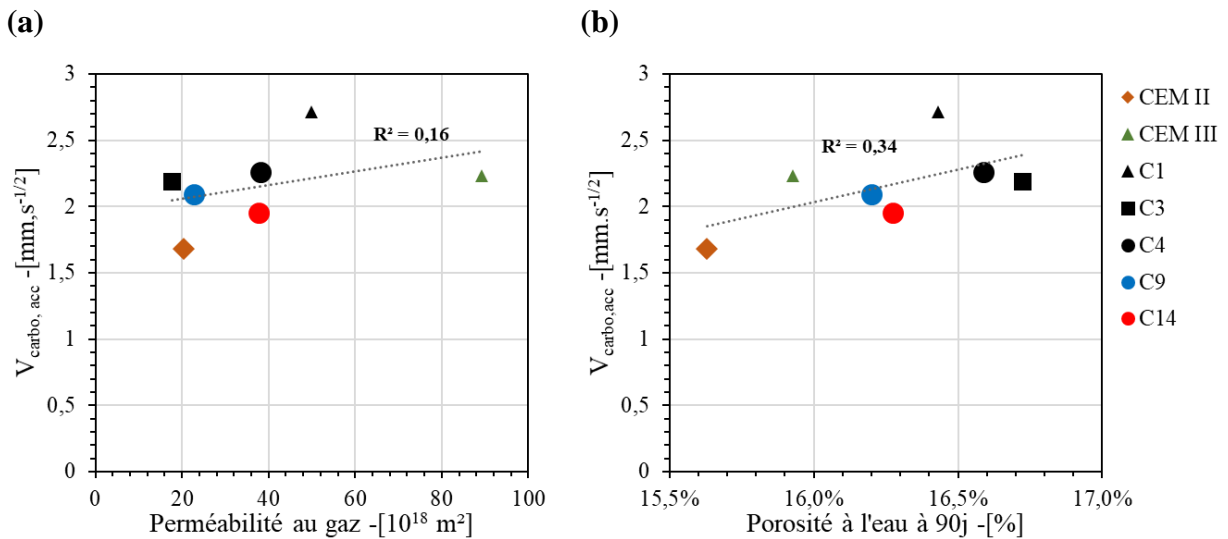 (a)
3
2,5
2
1,5
1
0,5
0
V carbo, acc -[mm,s-1/2]
R² = 0,16
0 20 40 60 80 100
Perméabilité au gaz -[10¹⁸ m²]
(b)
3
2,5
2
1,5
1
0,5
0
V carbo,acc -[mm.s-1/2]
R² = 0,34
15,5% 16,0% 16,5% 17,0%
Porosité à l'eau à 90j -[%]
CEM II
CEM III
C1
C3
C4
C9
C14